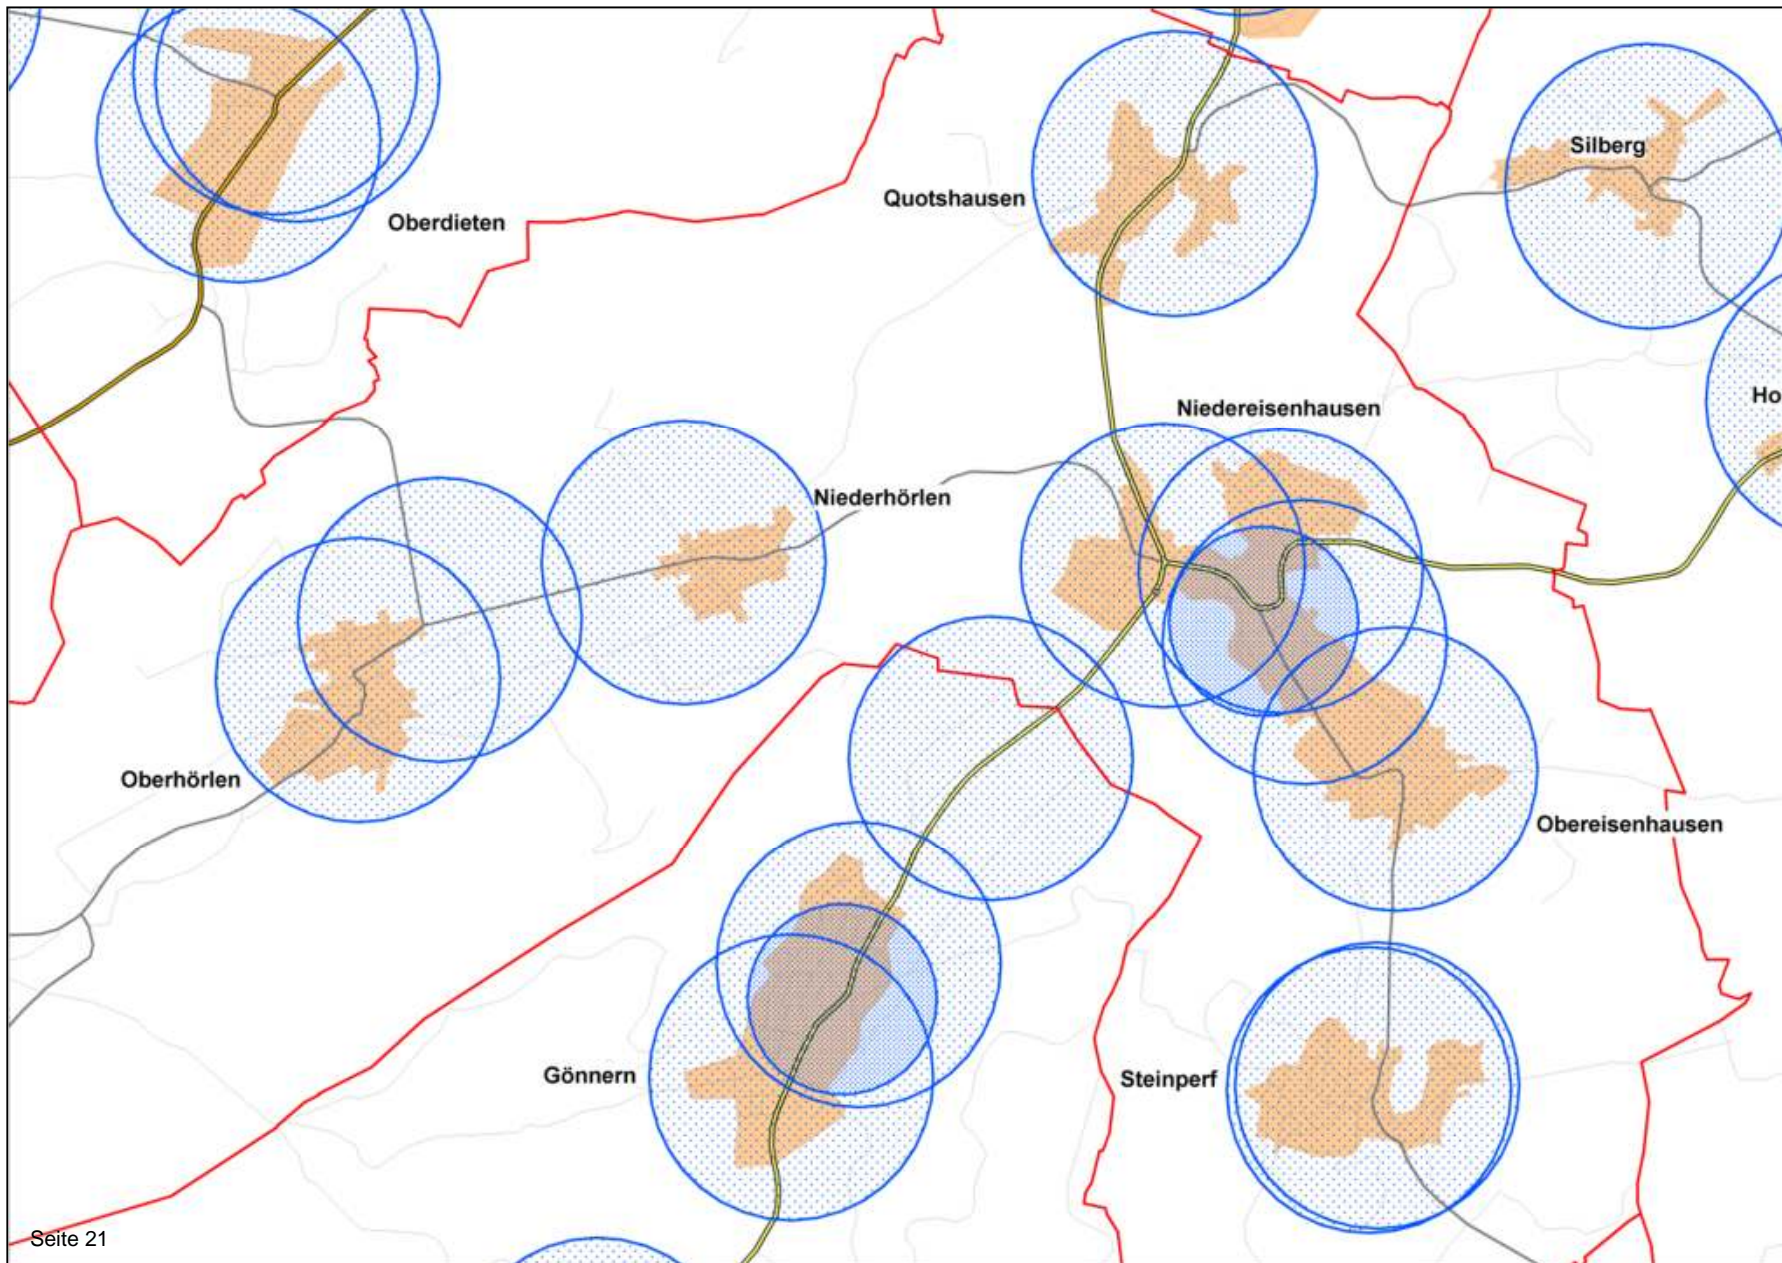 Silberg
Quotshausen
Oberdieten
Ho
Niedereisenhausen
Niederhörlen
Oberhörlen
Obereisenhausen
Gönnern
Steinperf
Seite 21